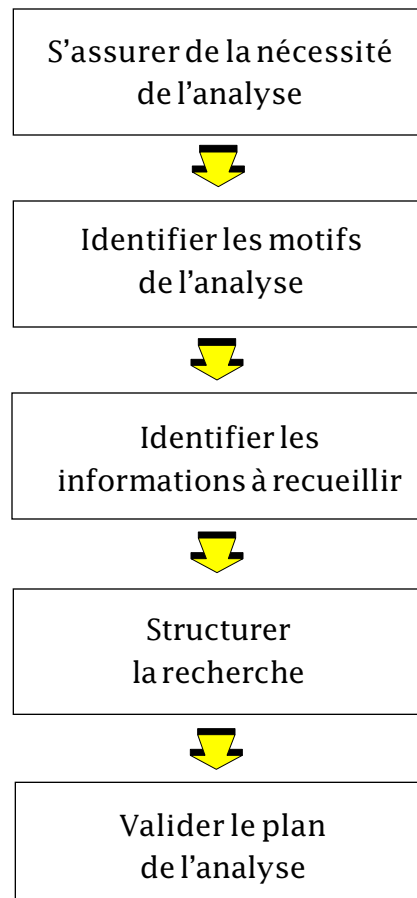 S’assurer de la nécessité
de l’analyse
Identifier les motifs
de l’analyse
Identifier les
informations à recueillir
Structurer
la recherche
Valider le plan
de l’analyse